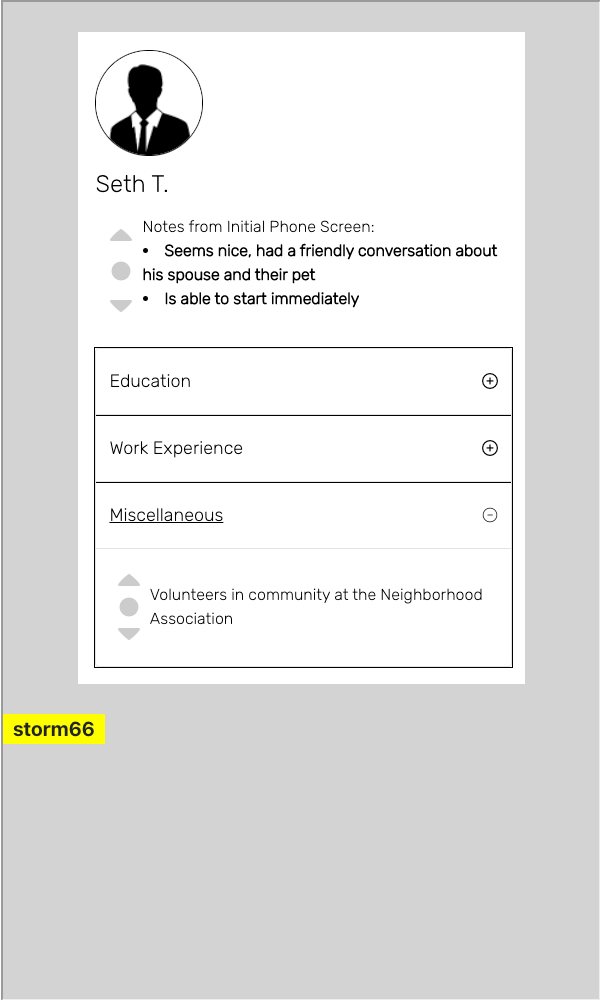 Seth T.
Notes from Initial Phone Screen:
• Seems nice, had a friendly conversation about
his spouse and their pet
• Is able to start immediately
Education
Work Experience
Miscellaneous
Volunteers in community at the Neighborhood
Association
storm66